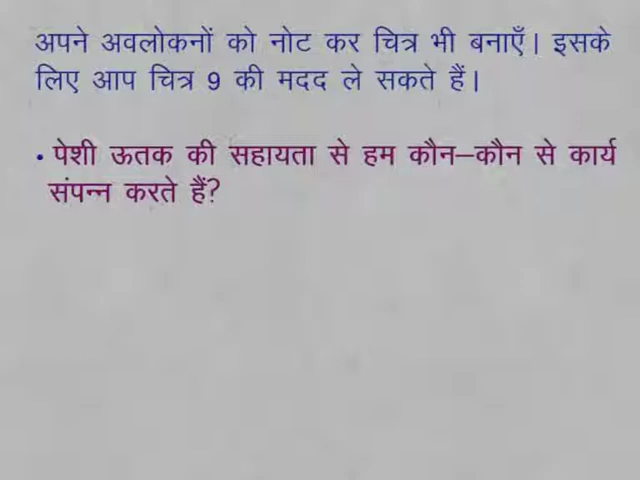 अपने अवलोकनों को नोट कर चित्र भी बनाएँ। इसके
लिए आप चित्र 9 की मदद ले सकते हैं।
• पेशी ऊतक की सहायता से हम कौन–कौन से कार्य
संपन्न करते हैं?